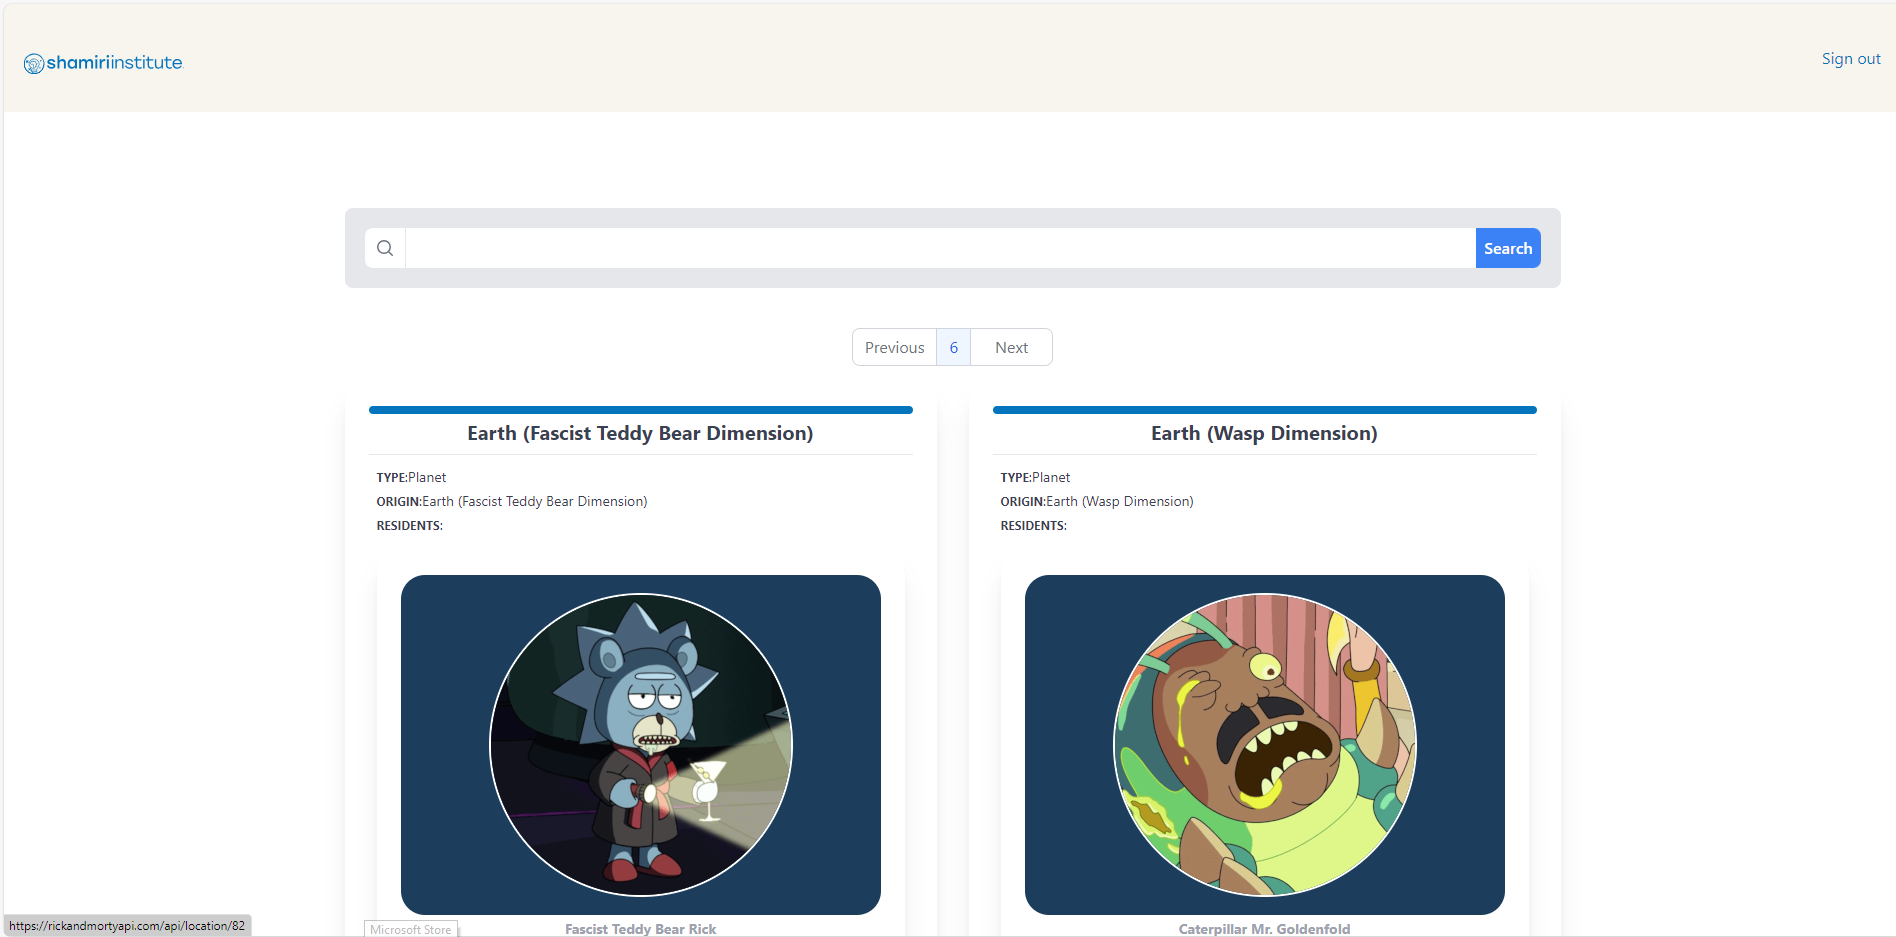 shamiriinstitute.
Sign out
Search
Previous 6 Next
Earth (Fascist Teddy Bear Dimension)
TYPE:Planet
ORIGIN:Earth (Fascist Teddy Bear Dimension)
RESIDENTS:
Fascist Teddy Bear Rick
Earth (Wasp Dimension)
TYPE:Planet
ORIGIN:Earth (Wasp Dimension)
RESIDENTS:
Caterpillar Mr. Goldenfold
https://rickandmortyapi.com/api/location/82
Microsoft Store